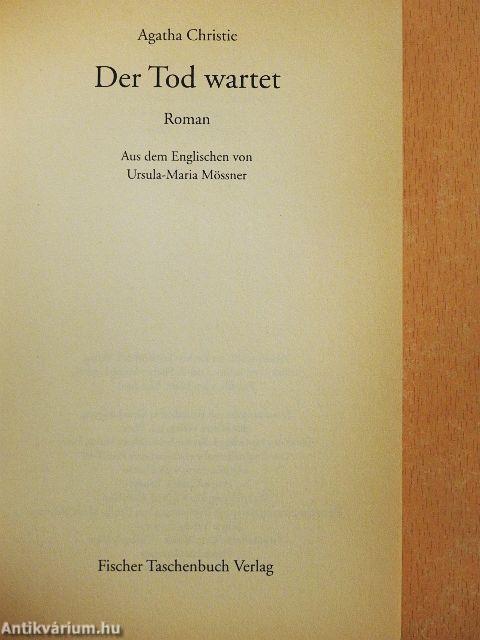 Agatha Christie
Der Tod wartet
Roman
Aus dem Englischen von
Ursula-Maria Mössner
Fischer Taschenbuch Verlag
Antikvárium.hu